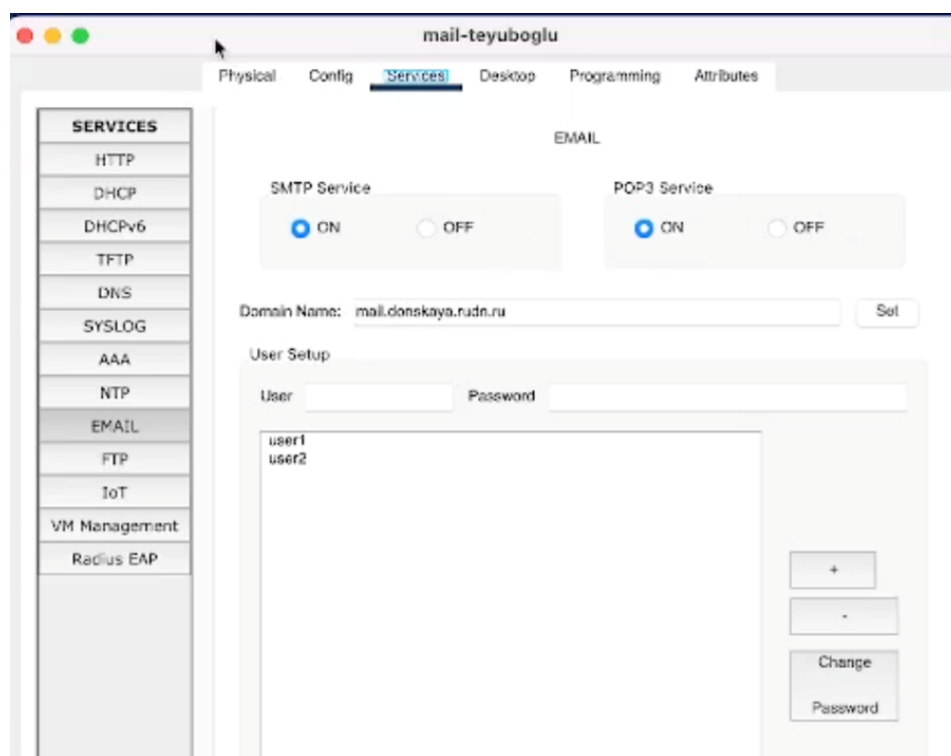 mail-teyuboglu
Physical Config Services Desktop Programming Attributes
SERVICES
HTTP
DHCP
DHCPv6
TFTP
DNS
SYSLOG
AAA
NTP
EMAIL
FTP
IoT
VM Management
Radius EAP
EMAIL
SMTP Service
ON OFF
POP3 Service
ON OFF
Domain Name: mail.donskaya.rudn.ru Set
User Setup
User Password
user1
user2
+
-
Change
Password